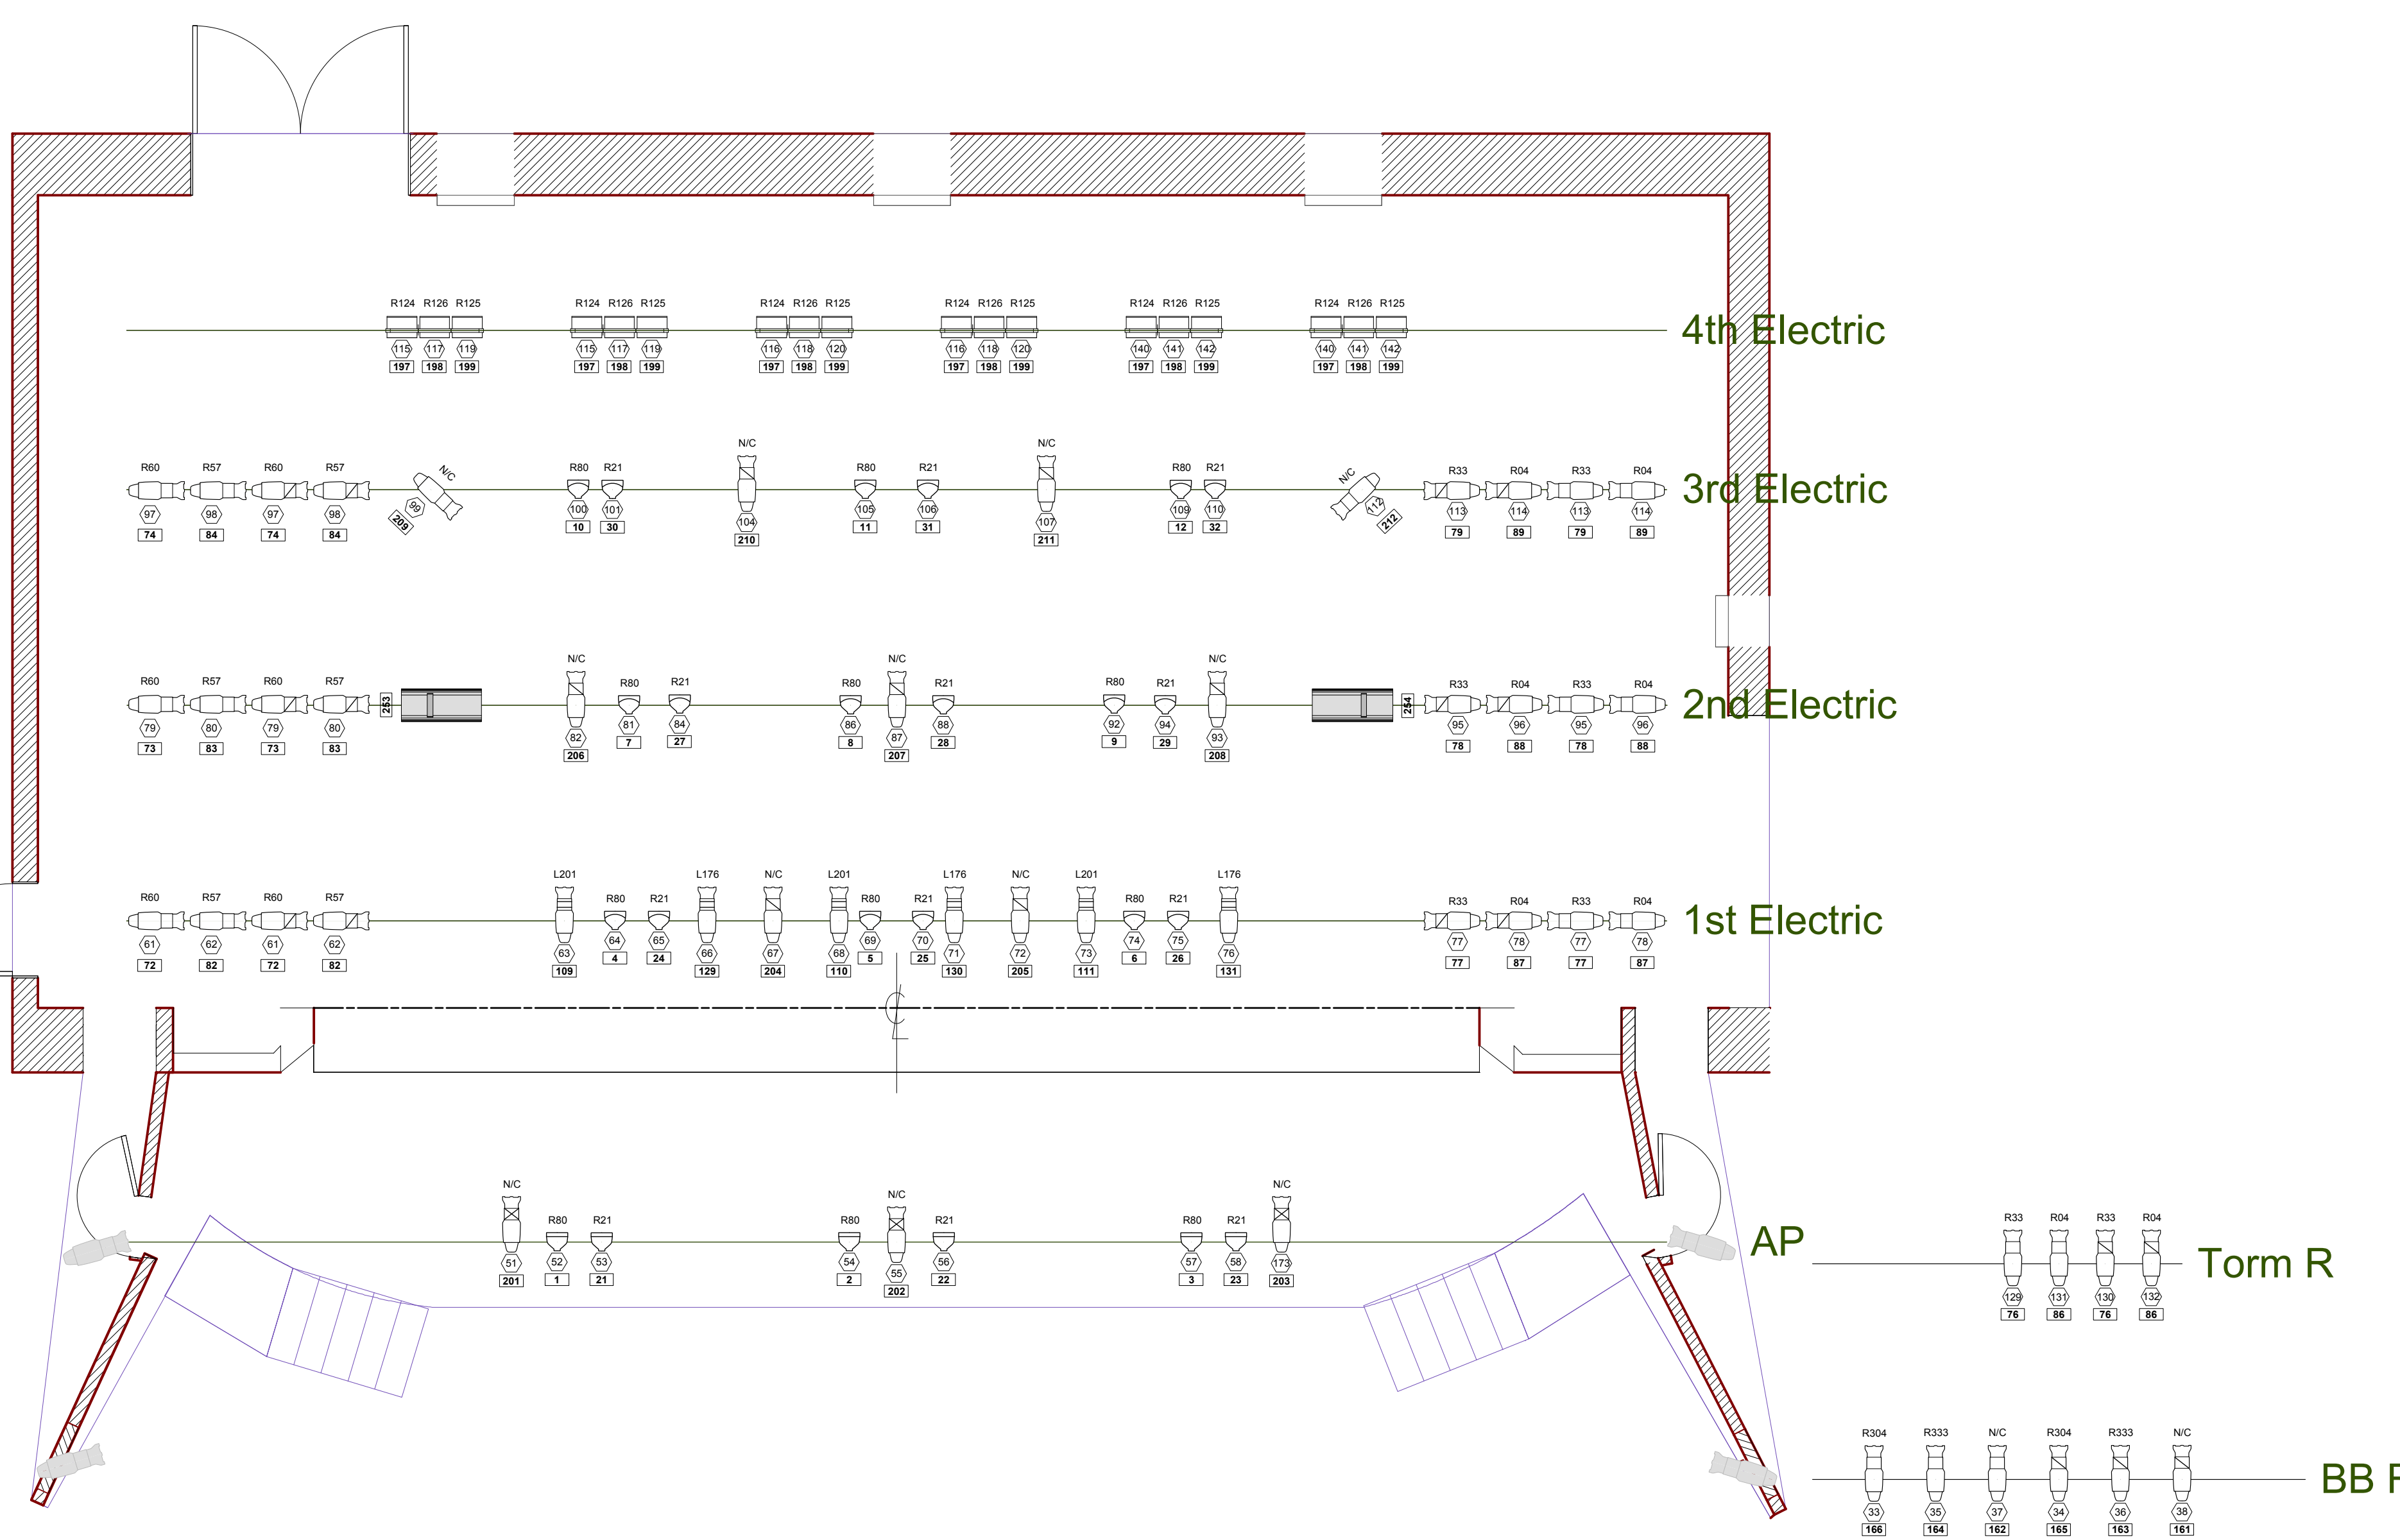 R124 R126 R125 R124 R126 R125 R124 R126 R125 R124 R126 R125 R124 R126 R125 R124 R126 R125
4th Electric
115 117 119 115 117 119 116 118 120 116 118 120 140 141 142 140 141 142
197 198 199 197 198 199 197 198 199 197 198 199 197 198 199 197 198 199
N/C N/C
R60 R57 R60 R57 N/C R80 R21 R80 R21 R80 R21 N/C R33 R04 R33 R04
3rd Electric
97 98 97 98 99 100 101 104 105 106 107 109 110 112 113 114 113 114
74 84 74 84 209 10 30 210 11 31 211 12 32 212 79 89 79 89
N/C N/C N/C
R60 R57 R60 R57 R80 R21 R80 R21 R80 R21 R33 R04 R33 R04
253 254 2nd Electric
79 80 79 80 82 81 84 86 87 88 92 94 93 95 96 95 96
73 83 73 83 206 7 27 8 207 28 9 29 208 78 88 78 88
L201 L176 N/C L201 L176 N/C L201 L176
R60 R57 R60 R57 R80 R21 R80 R21 R80 R21 R33 R04 R33 R04
1st Electric
61 62 61 62 63 64 65 66 67 68 69 70 71 72 73 74 75 76 77 78 77 78
72 82 72 82 109 4 24 129 204 110 5 25 130 205 111 6 26 131 77 87 77 87
N/C N/C N/C
R80 R21 R80 R21 R80 R21 R33 R04 R33 R04
AP
Torm R
51 52 53 54 55 56 57 58 173 129 131 130 132
201 1 21 2 202 22 3 23 203 76 86 76 86
R304 R333 N/C R304 R333 N/C
BB
33 35 37 34 36 38
166 164 162 165 163 161